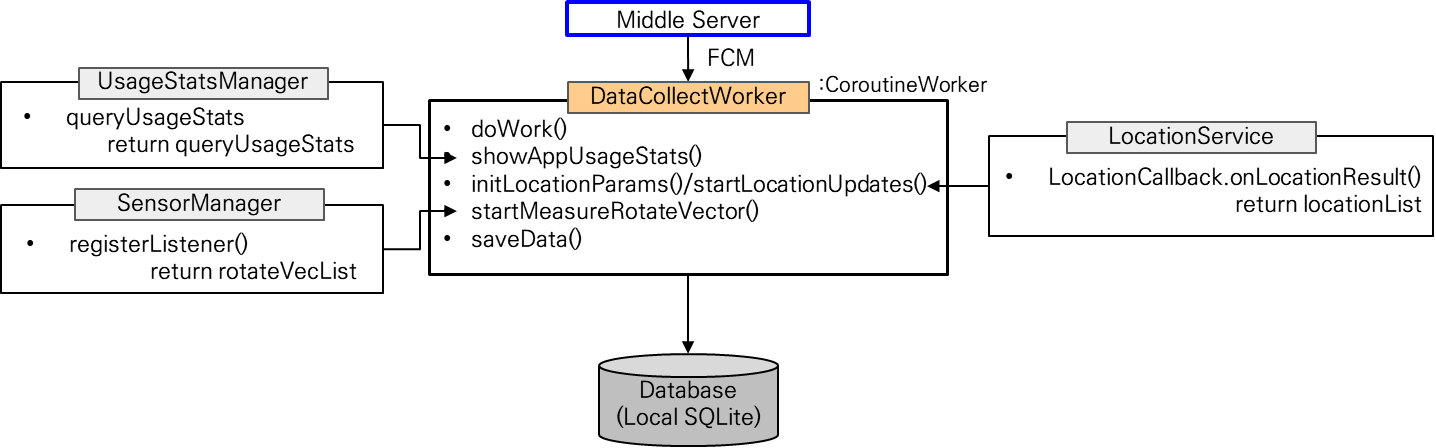 Middle Server
FCM
UsageStatsManager
• queryUsageStats
return queryUsageStats
SensorManager
• registerListener()
return rotateVecList
DataCollectWorker
:CoroutineWorker
• doWork()
• showAppUsageStats()
• initLocationParams()/startLocationUpdates()
• startMeasureRotateVector()
• saveData()
LocationService
• LocationCallback.onLocationResult()
return locationList
Database
(Local SQLite)